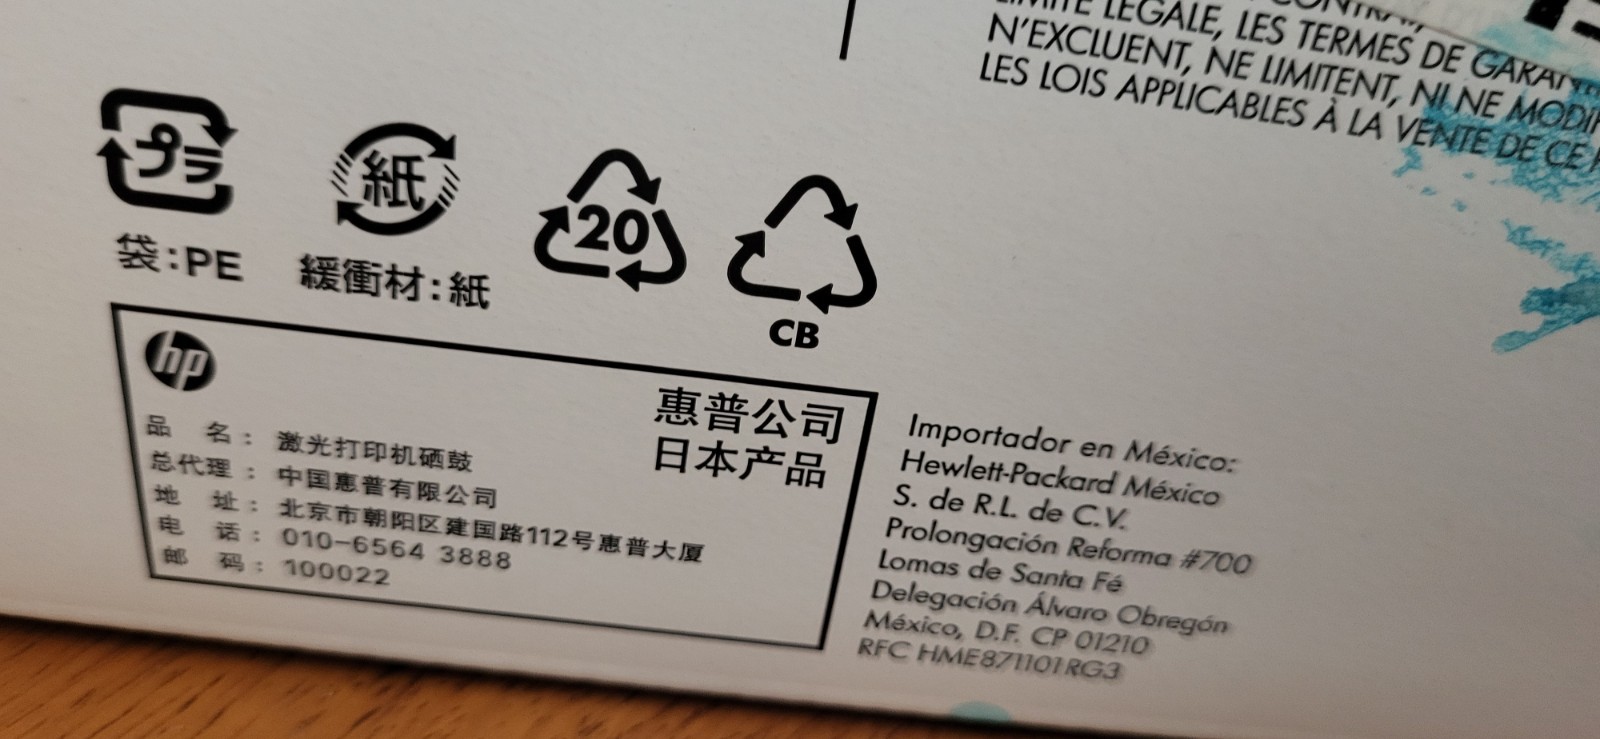 LIMITE LÉGALE, LES TERMES DE
N'EXCLUENT, NE LIMITENT, NI NE
LES LOIS APPLICABLES À LA VENTE DE CE
プラ
袋:PE
紙
緩衝材:紙
20
CB
hp
惠普公司
日本产品
品 名: 激光打印机硒鼓
总代理: 中国惠普有限公司
地 址: 北京市朝阳区建国路112号惠普大厦
电 话: 010-6564 3888
邮 码: 100022
Importador en México:
Hewlett-Packard México
S. de R.L. de C.V.
Prolongación Reforma #700
Lomas de Santa Fé
Delegación Álvaro Obregón
México, D.F. CP 01210
RFC HME871101RG3